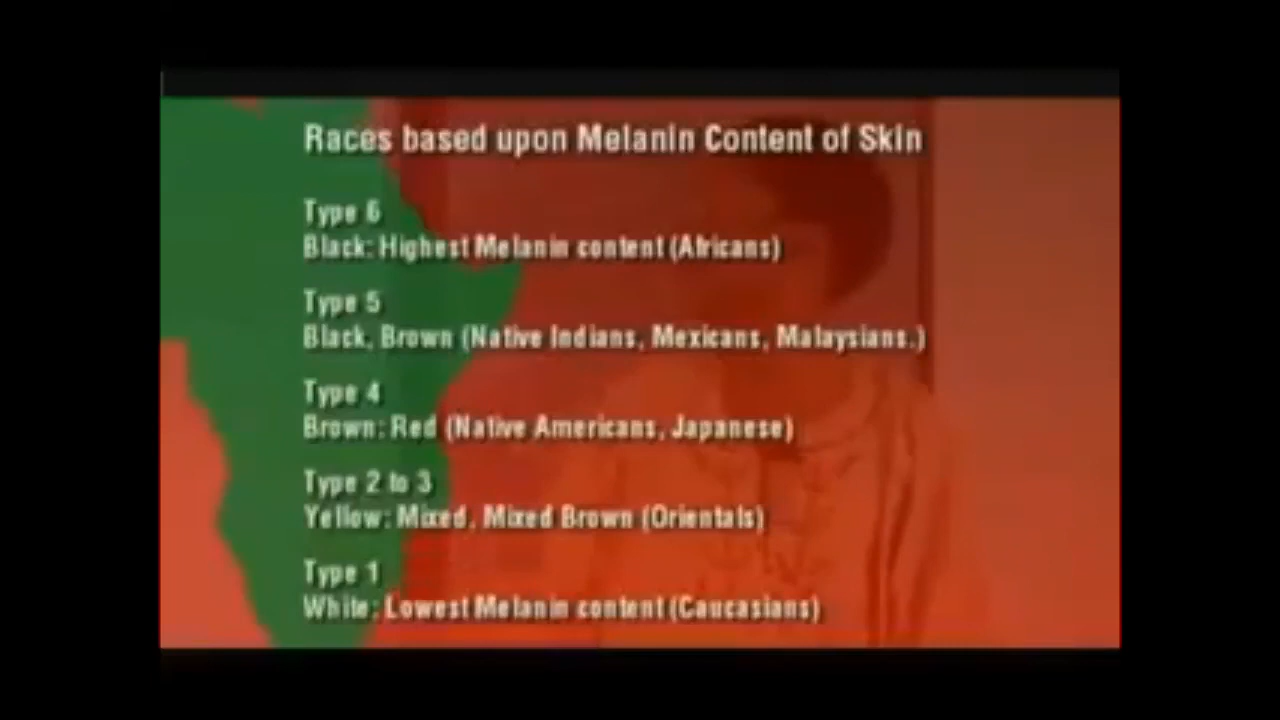 Races based upon Melanin Content of Skin
Type 6
Black: Highest Melanin content (Africans)
Type 5
Black, Brown (Native Indians, Mexicans, Malaysians.)
Type 4
Brown: Red (Native Americans, Japanese)
Type 2 to 3
Yellow: Mixed, Mixed Brown (Orientals)
Type 1
White: Lowest Melanin content (Caucasians)